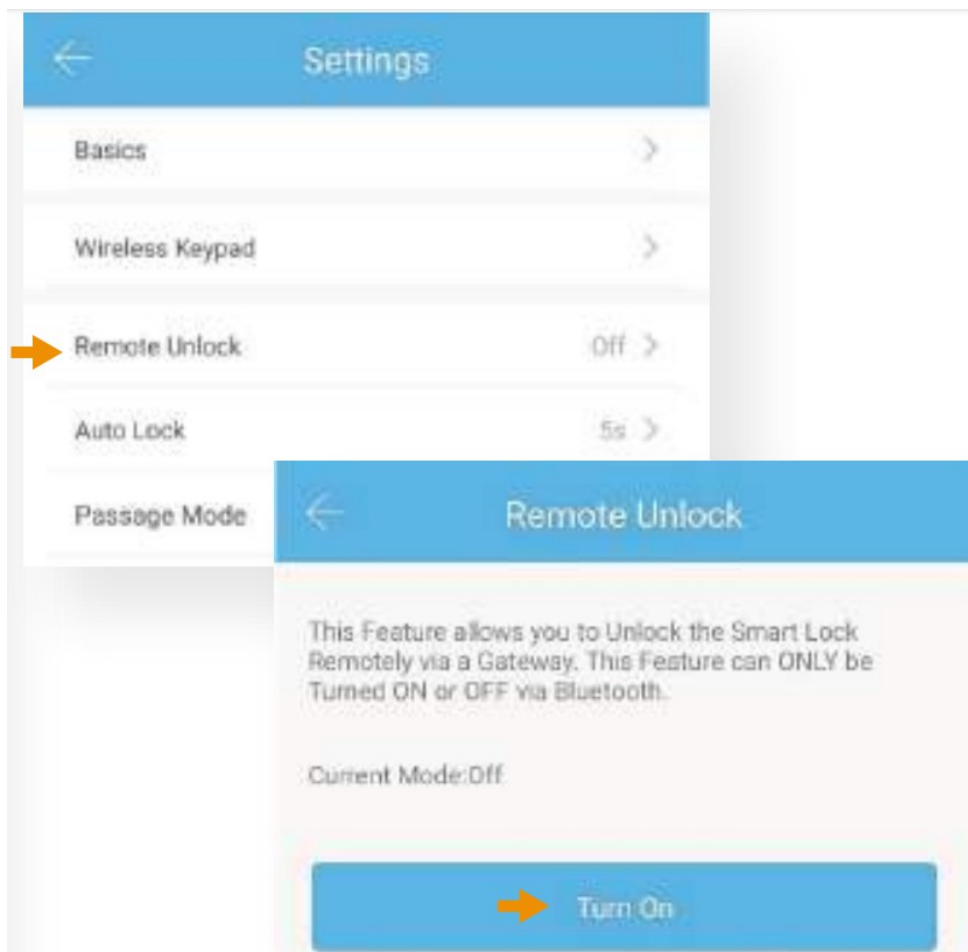 Settings
Basics
Wireless Keypad
Remote Unlock Off
Auto Lock 5s
Passage Mode
Remote Unlock
This Feature allows you to Unlock the Smart Lock
Remotely via a Gateway. This Feature can ONLY be
Turned ON or OFF via Bluetooth.
Current Mode:Off
Turn On